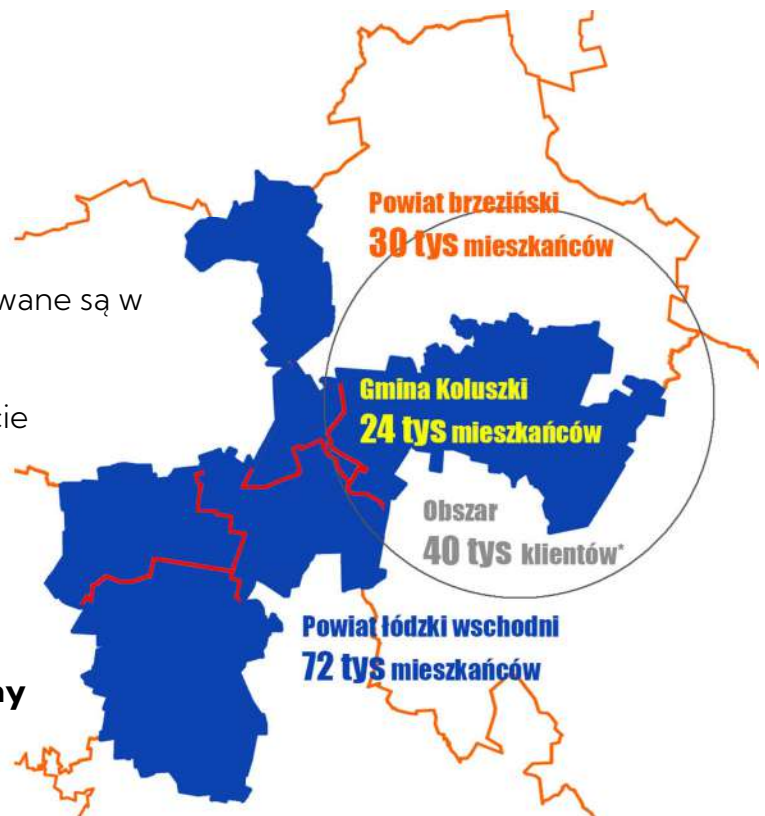 Powiat brzeziński
30 tys mieszkańców
wane są w
Gmina Koluszki
24 tys mieszkańców
cie
Obszar
40 tys klientów*
Powiat łódzki wschodni
72 tys mieszkańców
ny